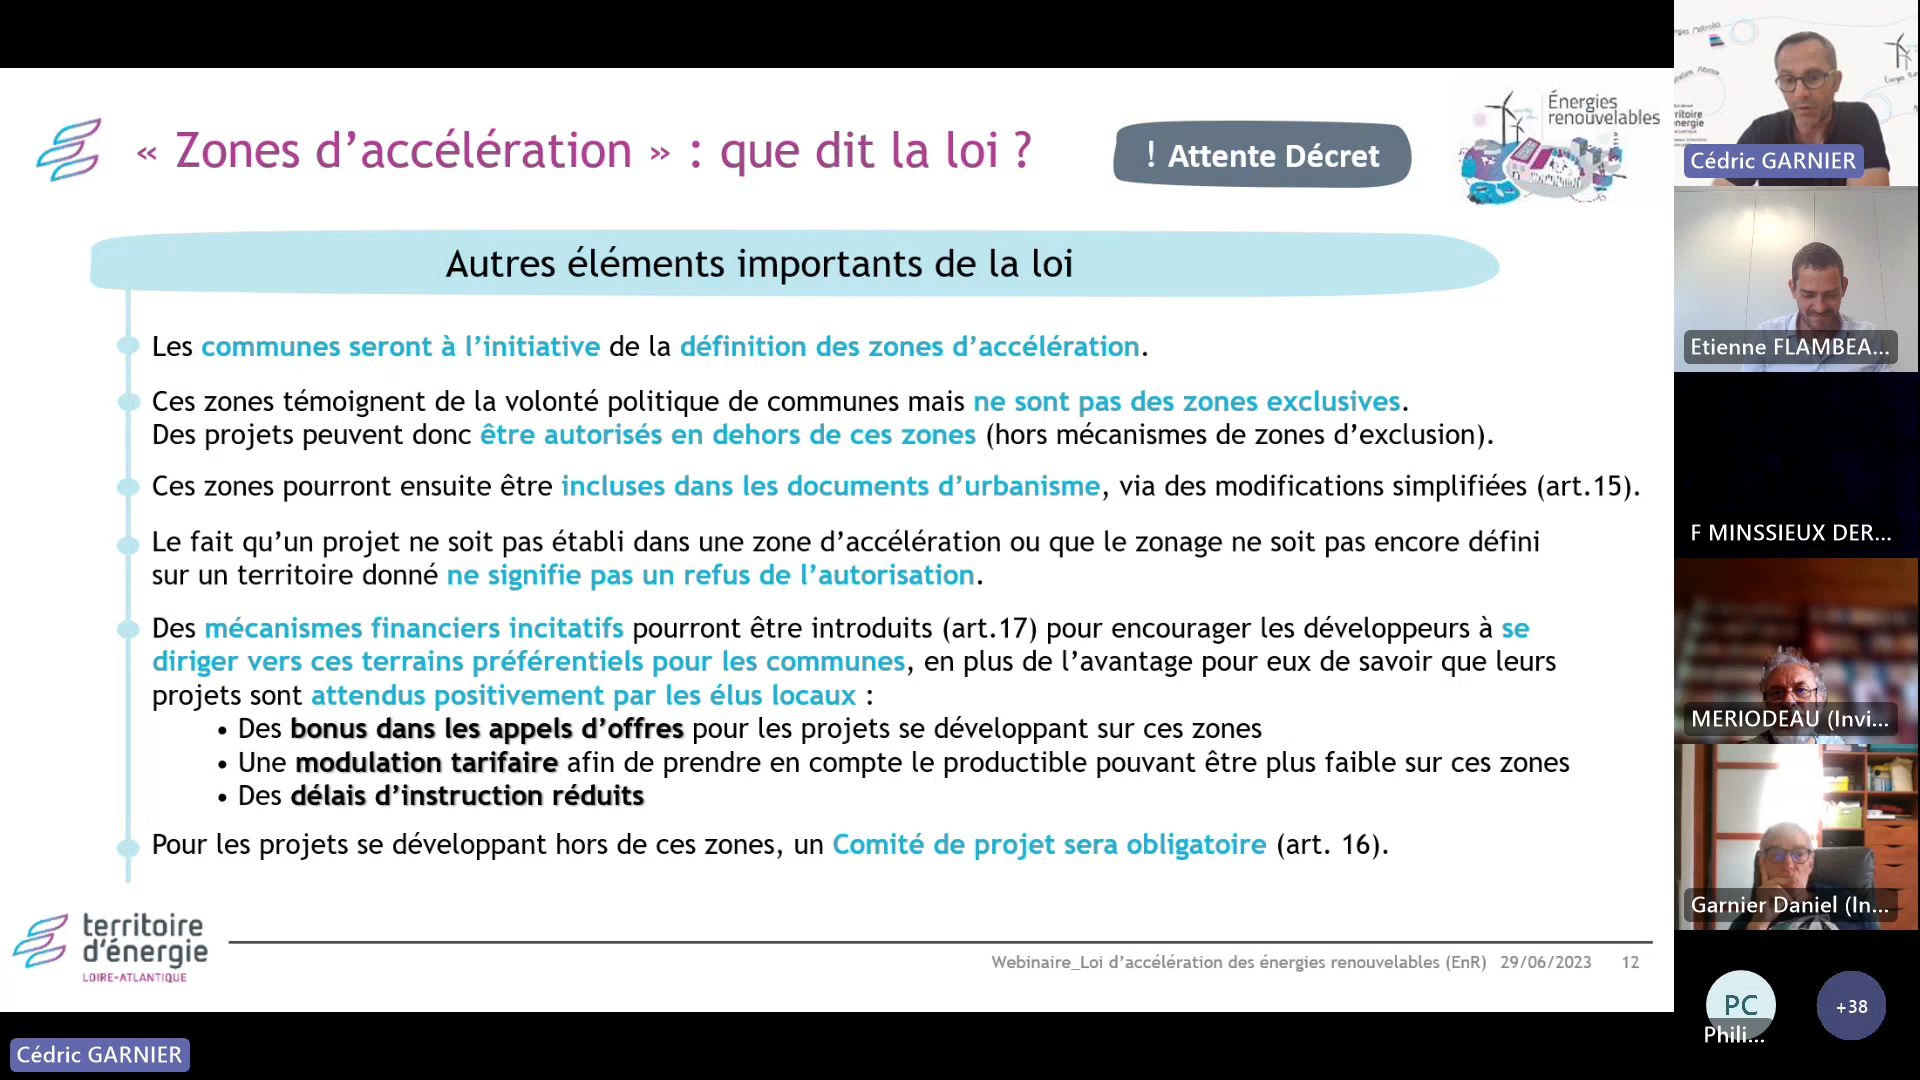 « Zones d’accélération » : que dit la loi ?
! Attente Décret
Énergies
renouvelables
Autres éléments importants de la loi
Les communes seront à l’initiative de la définition des zones d’accélération.
Ces zones témoignent de la volonté politique de communes mais ne sont pas des zones exclusives.
Des projets peuvent donc être autorisés en dehors de ces zones (hors mécanismes de zones d’exclusion).
Ces zones pourront ensuite être incluses dans les documents d’urbanisme, via des modifications simplifiées (art.15).
Le fait qu’un projet ne soit pas établi dans une zone d’accélération ou que le zonage ne soit pas encore défini
sur un territoire donné ne signifie pas un refus de l’autorisation.
Des mécanismes financiers incitatifs pourront être introduits (art.17) pour encourager les développeurs à se
diriger vers ces terrains préférentiels pour les communes, en plus de l’avantage pour eux de savoir que leurs
projets sont attendus positivement par les élus locaux :
• Des bonus dans les appels d’offres pour les projets se développant sur ces zones
• Une modulation tarifaire afin de prendre en compte le productible pouvant être plus faible sur ces zones
• Des délais d’instruction réduits
Pour les projets se développant hors de ces zones, un Comité de projet sera obligatoire (art. 16).
territoire
d’énergie
LOIRE-ATLANTIQUE
Webinaire_Loi d’accélération des énergies renouvelables (EnR) 29/06/2023 12
Cédric GARNIER
Cédric GARNIER
Etienne FLAMBEA...
F MINSSIEUX DER...
MERIODEAU (Invi...
Garnier Daniel (In...
PC
Phili...
+38